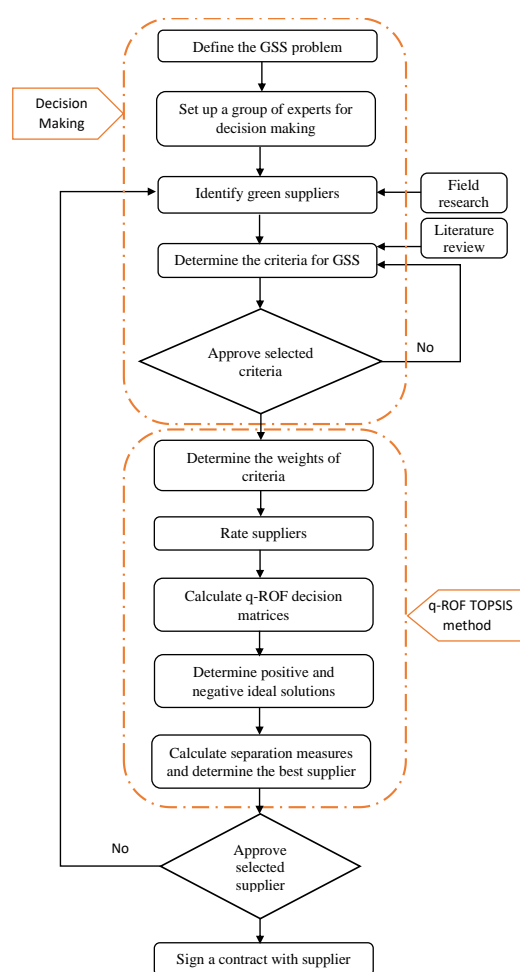 Define the GSS problem
Decision
Making
Set up a group of experts for
decision making
Identify green suppliers
Field
research
Literature
review
Determine the criteria for GSS
Approve selected
criteria
No
Determine the weights of
criteria
Rate suppliers
Calculate q-ROF decision
matrices
q-ROF TOPSIS
method
Determine positive and
negative ideal solutions
Calculate separation measures
and determine the best supplier
No
Approve
selected
supplier
Sign a contract with supplier